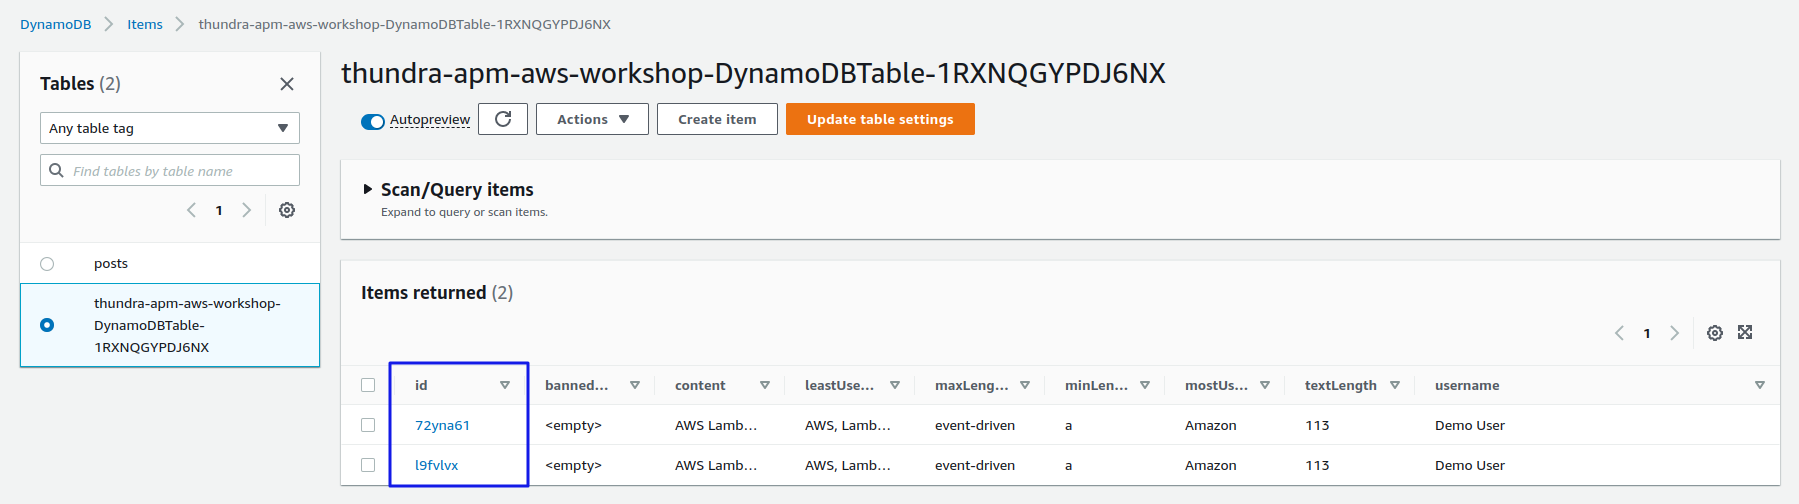 DynamoDB > Items > thundra-apm-aws-workshop-DynamoDBTable-1RXNQGYPDJ6NX
Tables (2)
Any table tag
Find tables by table name
1
posts
thundra-apm-aws-workshop-
DynamoDBTable-
1RXNQGYPDJ6NX
thundra-apm-aws-workshop-DynamoDBTable-1RXNQGYPDJ6NX
Autopreview Actions Create item Update table settings
Scan/Query items
Expand to query or scan items.
Items returned (2)
1
id banned... content leastUse... maxLeng... minLen... mostUs... textLength username
72yna61 <empty> AWS Lamb... AWS, Lamb... event-driven a Amazon 113 Demo User
l9fvlvx <empty> AWS Lamb... AWS, Lamb... event-driven a Amazon 113 Demo User